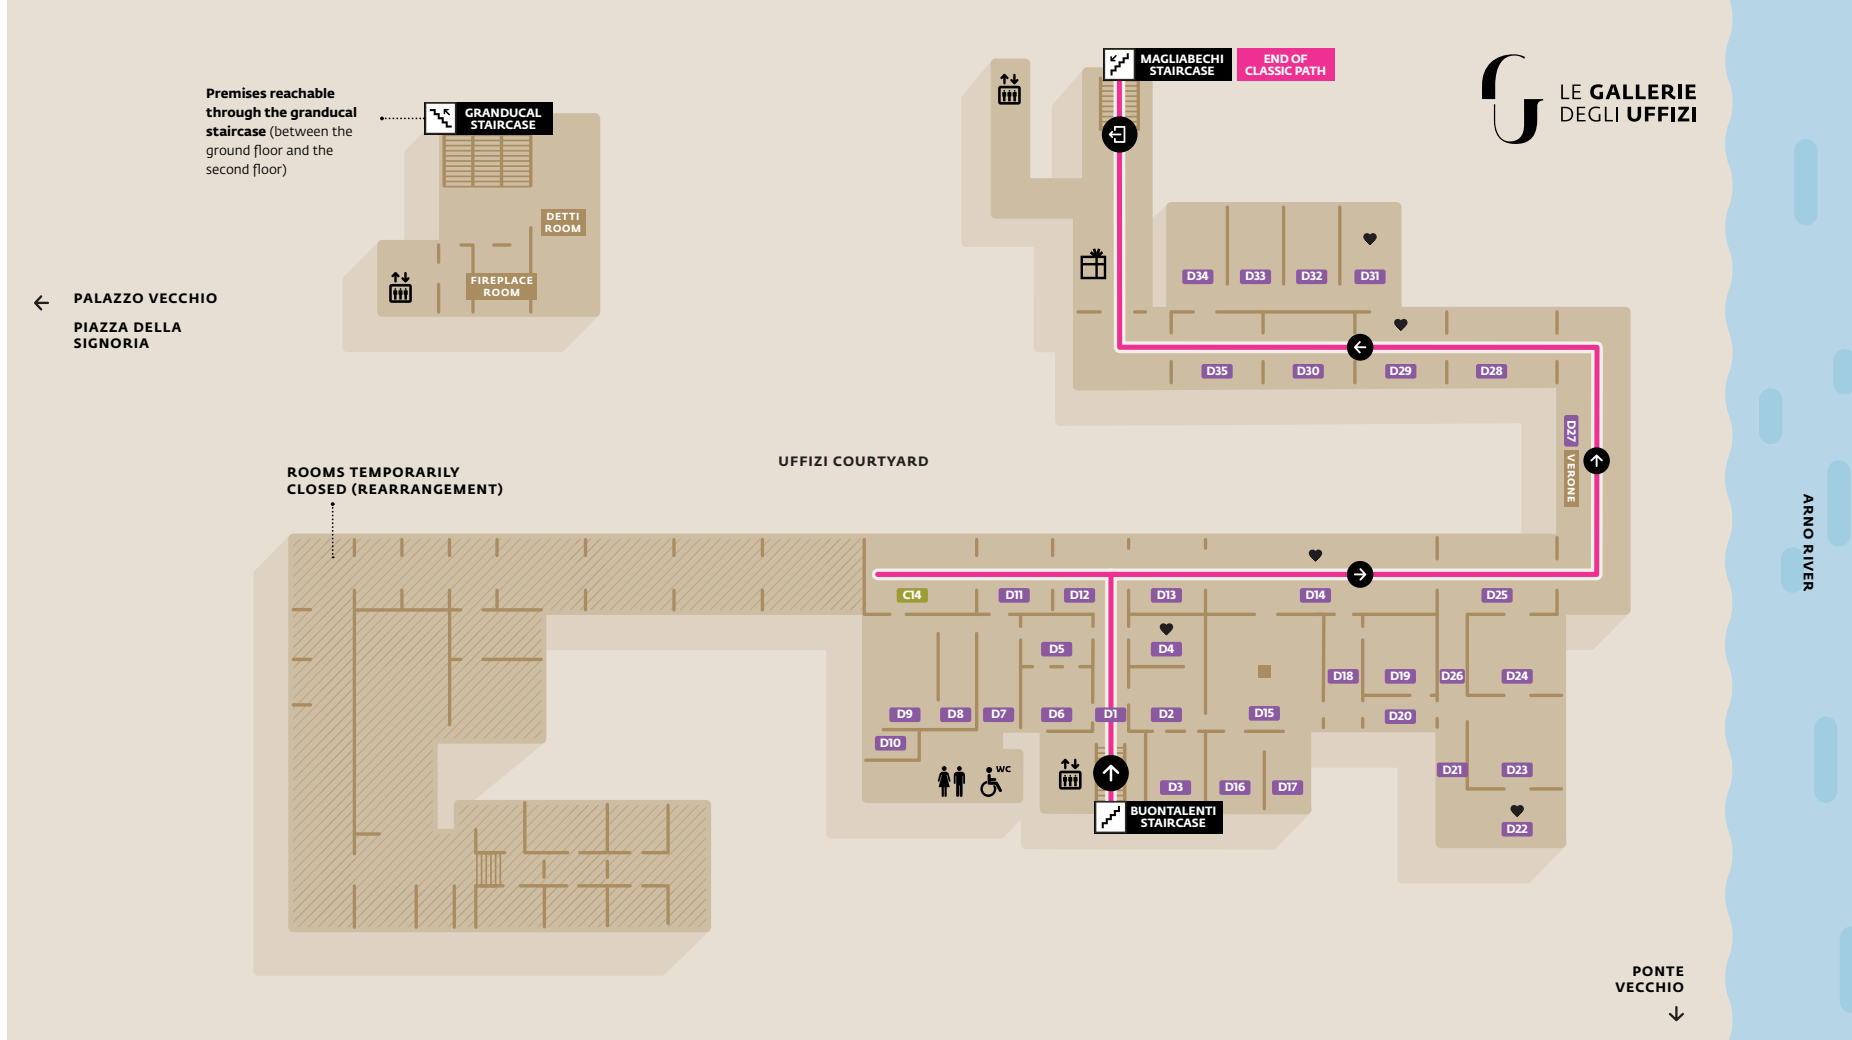 MAGLIABECHI
STAIRCASE
END OF
CLASSIC PATH
LE GALLERIE
DEGLI UFFIZI
Premises reachable
through the granducal
staircase (between the
ground floor and the
second floor)
GRANDUCAL
STAIRCASE
DETTI
ROOM
FIREPLACE
ROOM
PALAZZO VECCHIO
PIAZZA DELLA
SIGNORIA
D34
D33
D32
D31
D35
D30
D29
D28
D27
VERONE
UFFIZI COURTYARD
ROOMS TEMPORARILY
CLOSED (REARRANGEMENT)
ARNO RIVER
C14
D11
D12
D13
D14
D25
D5
D4
D18
D19
D26
D24
D9
D8
D7
D6
D1
D2
D15
D20
D10
WC
D21
D23
D3
D16
D17
BUONTALENTI
STAIRCASE
D22
PONTE
VECCHIO